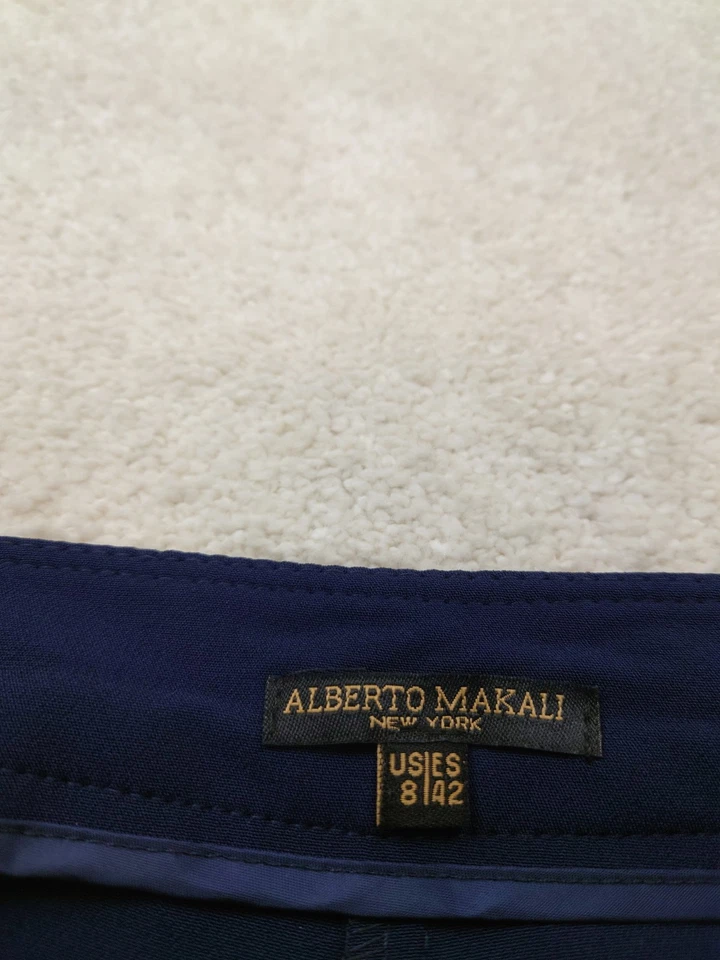 ALBERTO MAKALI
NEW YORK
US|ES
8|42